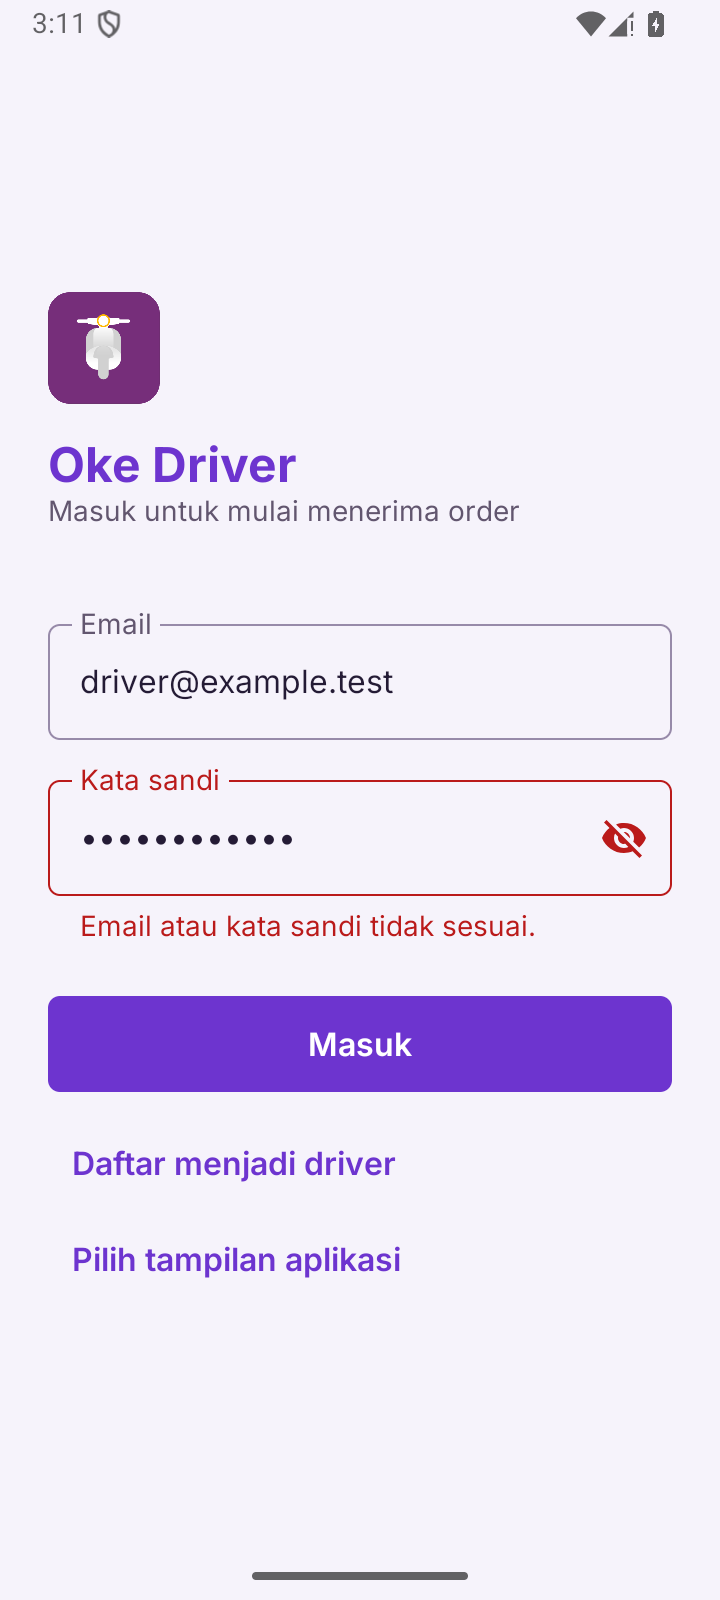 3:11
Oke Driver
Masuk untuk mulai menerima order
Email
driver@example.test
Kata sandi
••••••••••••
Email atau kata sandi tidak sesuai.
Masuk
Daftar menjadi driver
Pilih tampilan aplikasi